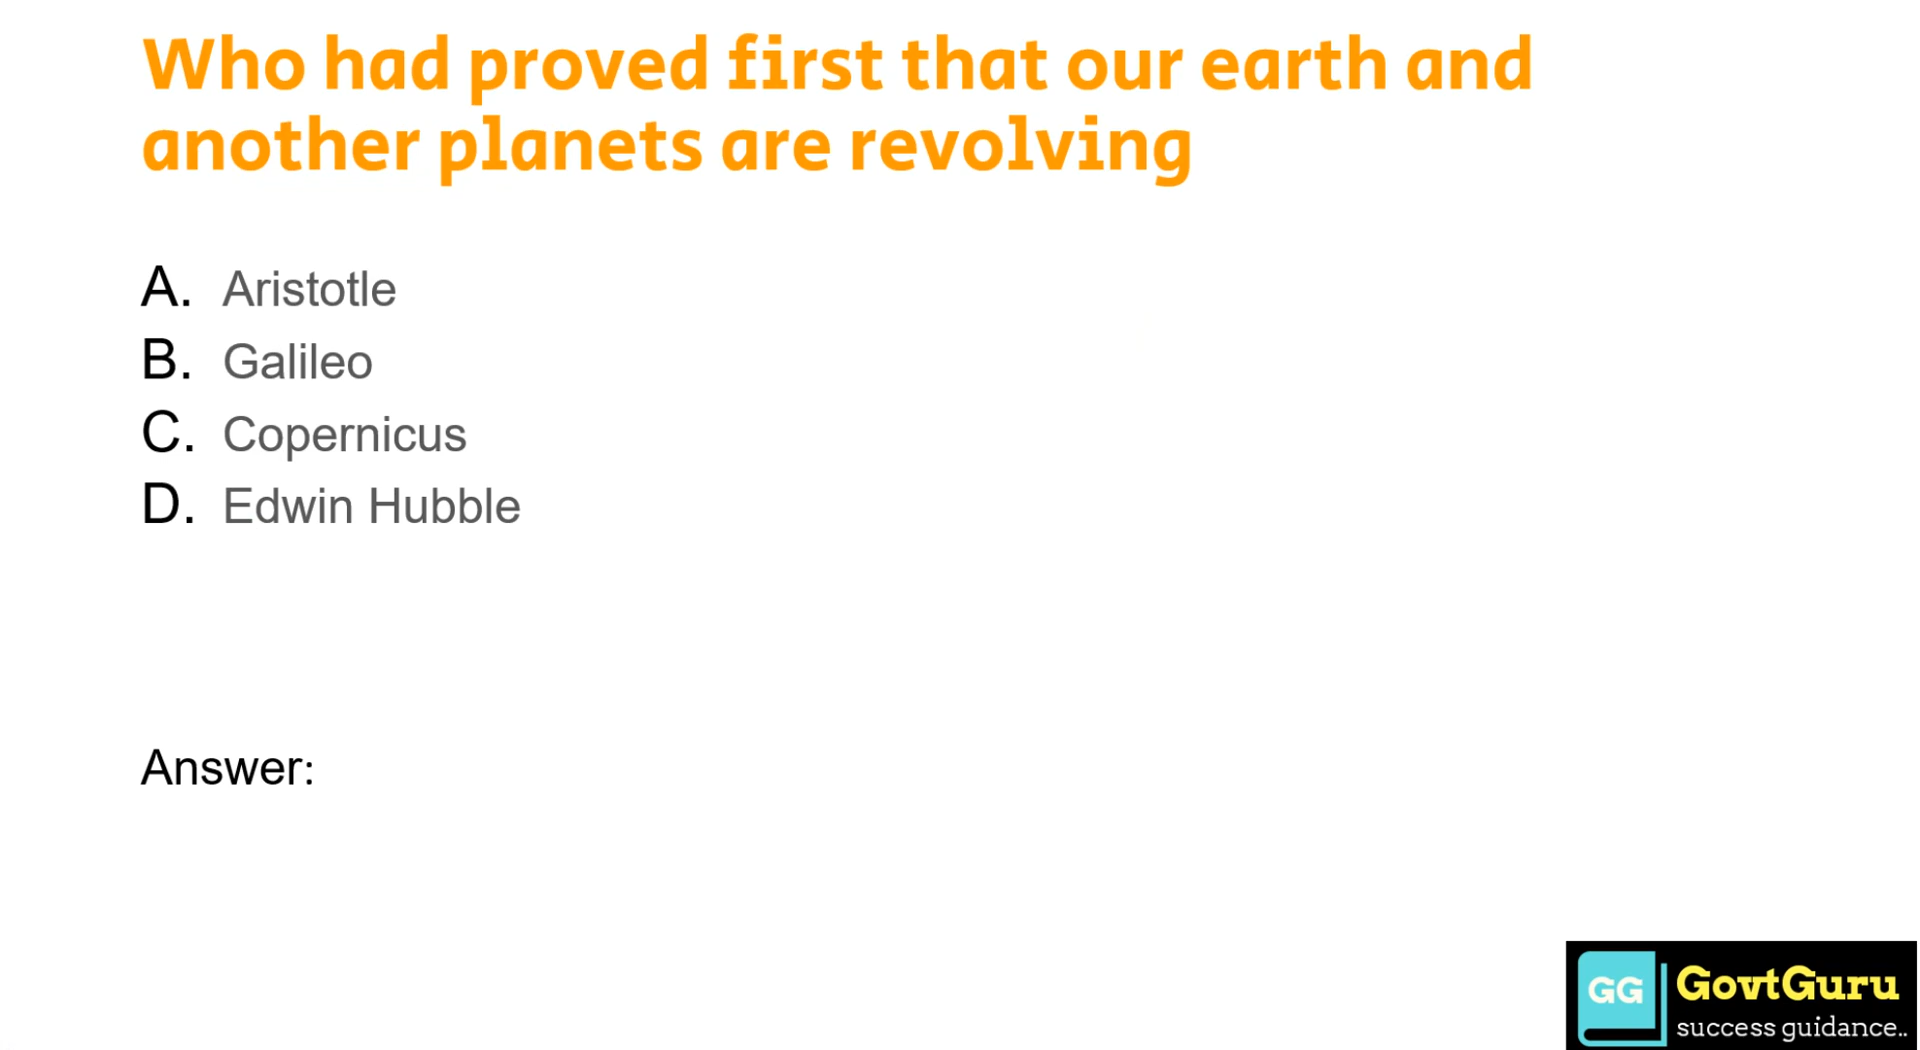 Who had proved first that our earth and
another planets are revolving
A. Aristotle
B. Galileo
C. Copernicus
D. Edwin Hubble
Answer:
GG GovtGuru
success guidance..